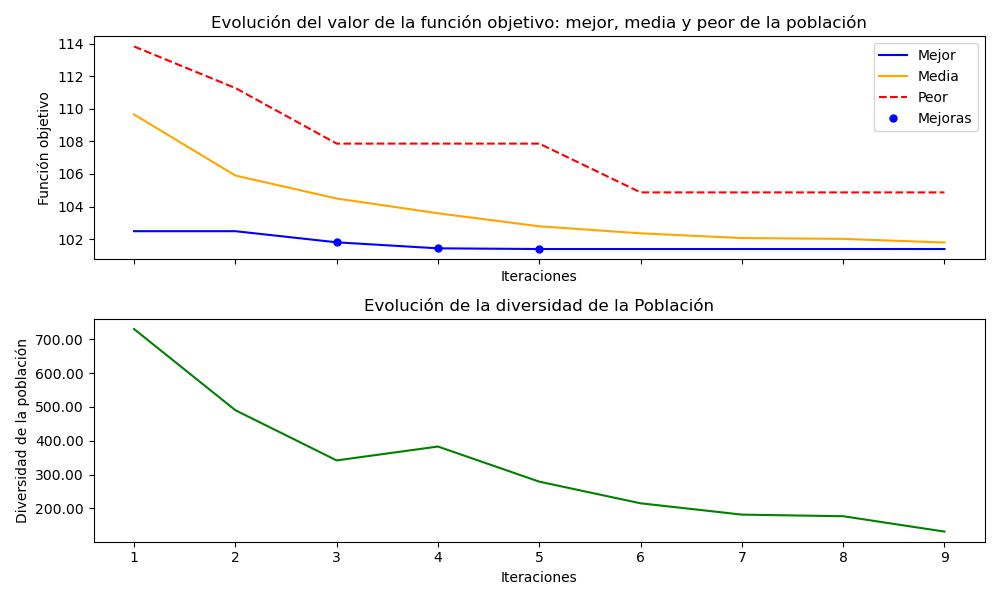 Evolución del valor de la función objetivo: mejor, media y peor de la población
Función objetivo
114
112
110
108
106
104
102
Mejor
Media
Peor
Mejoras
Iteraciones
Evolución de la diversidad de la Población
Diversidad de la población
700.00
600.00
500.00
400.00
300.00
200.00
1 2 3 4 5 6 7 8 9
Iteraciones